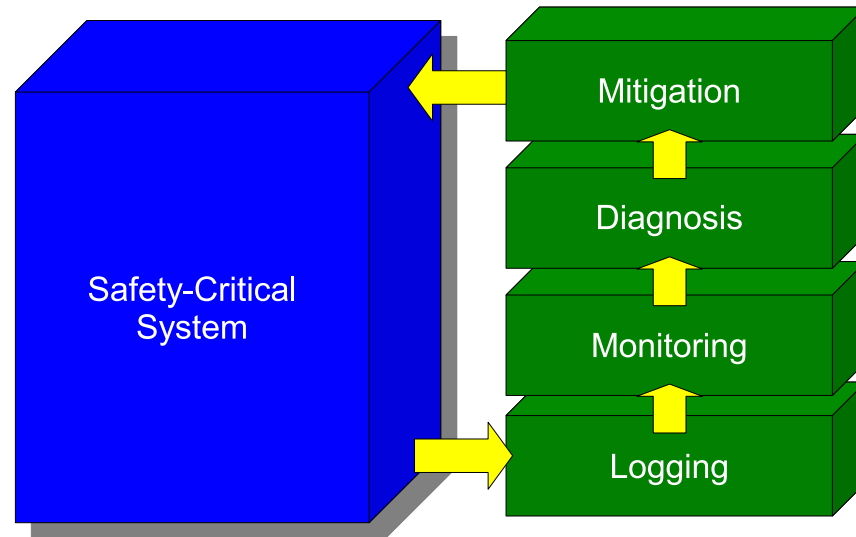 Safety-Critical
System
Mitigation
Diagnosis
Monitoring
Logging